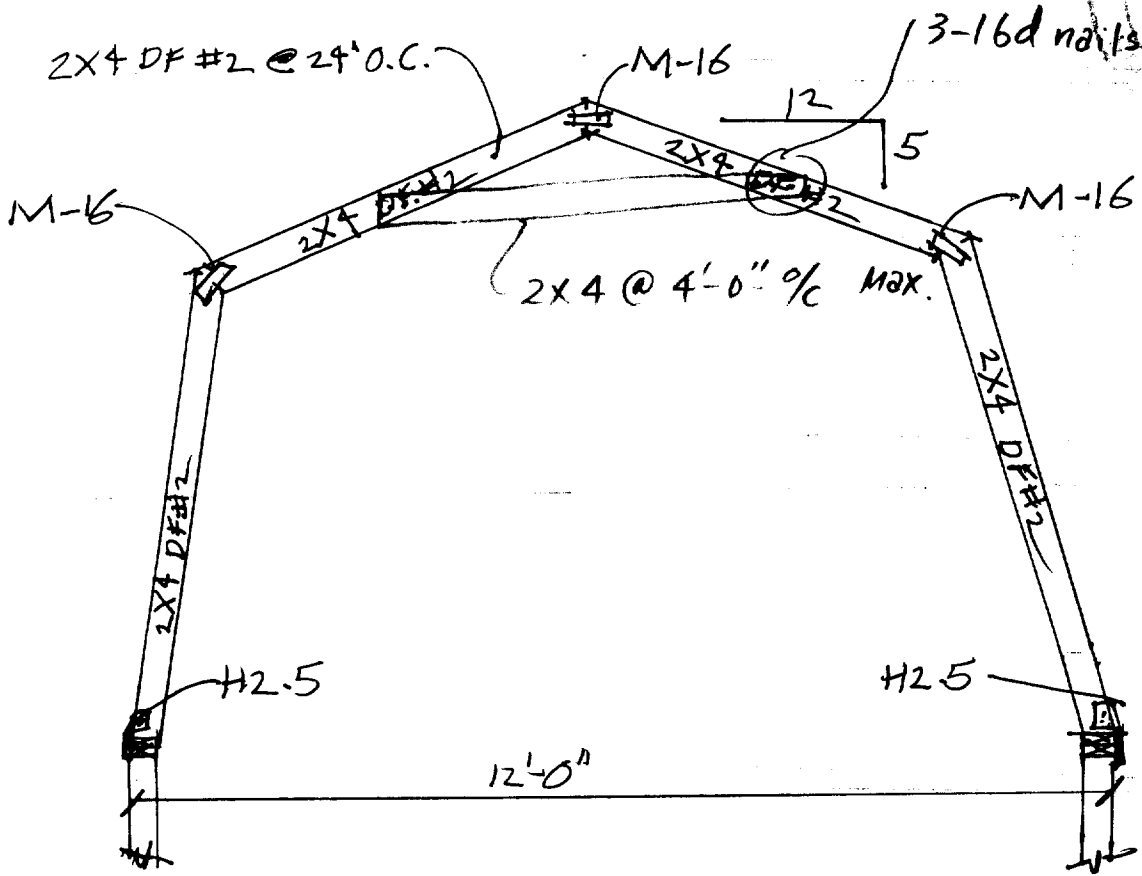 3-16d nails
2X4 DF #2 @ 24" O.C.
M-16
12
5
2X4
#2
DF.#2
2X4
M-16
M-16
2X4 @ 4'-0" o/c Max.
2X4 DF#2
2X4 DF#2
H2.5
H2.5
12'-0"